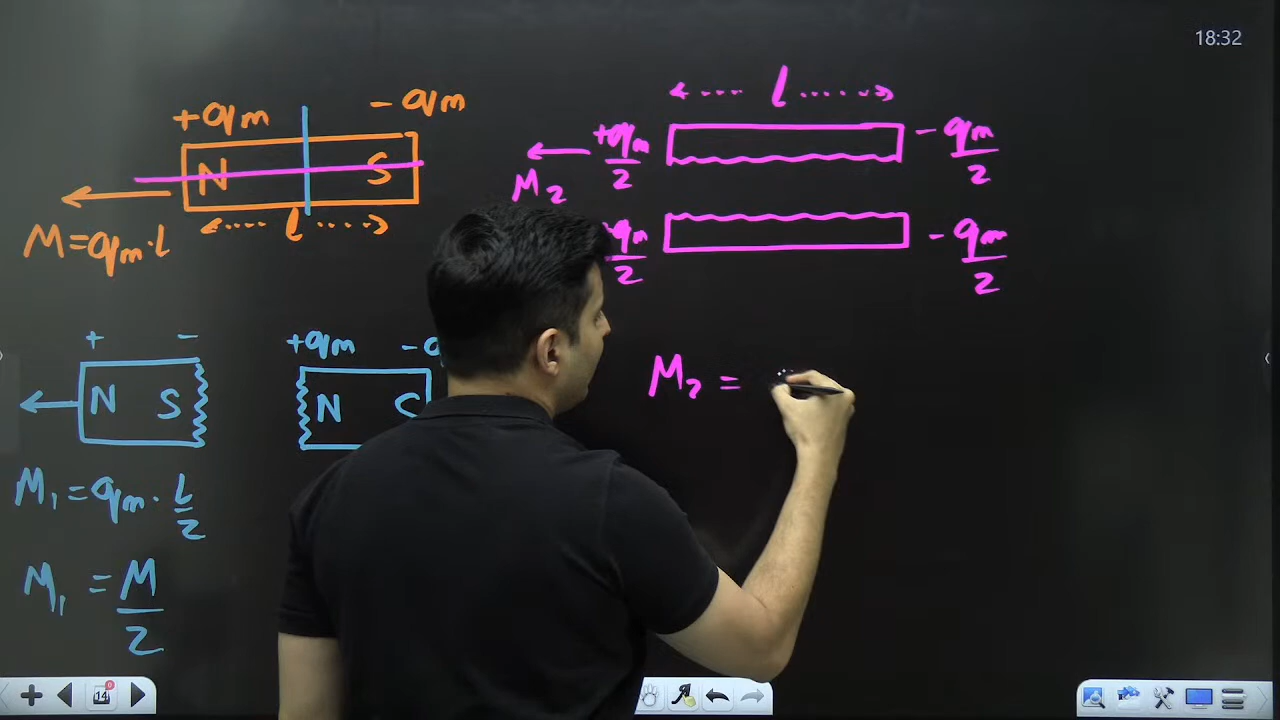 18:32
+qm
-qm
N
S
l
M=qm·l
l
+qm/2
-qm/2
M2
qm/2
-qm/2
+
-
N
S
+qm
-
N
M1=qm·l/2
M1=M/2
M2=
14